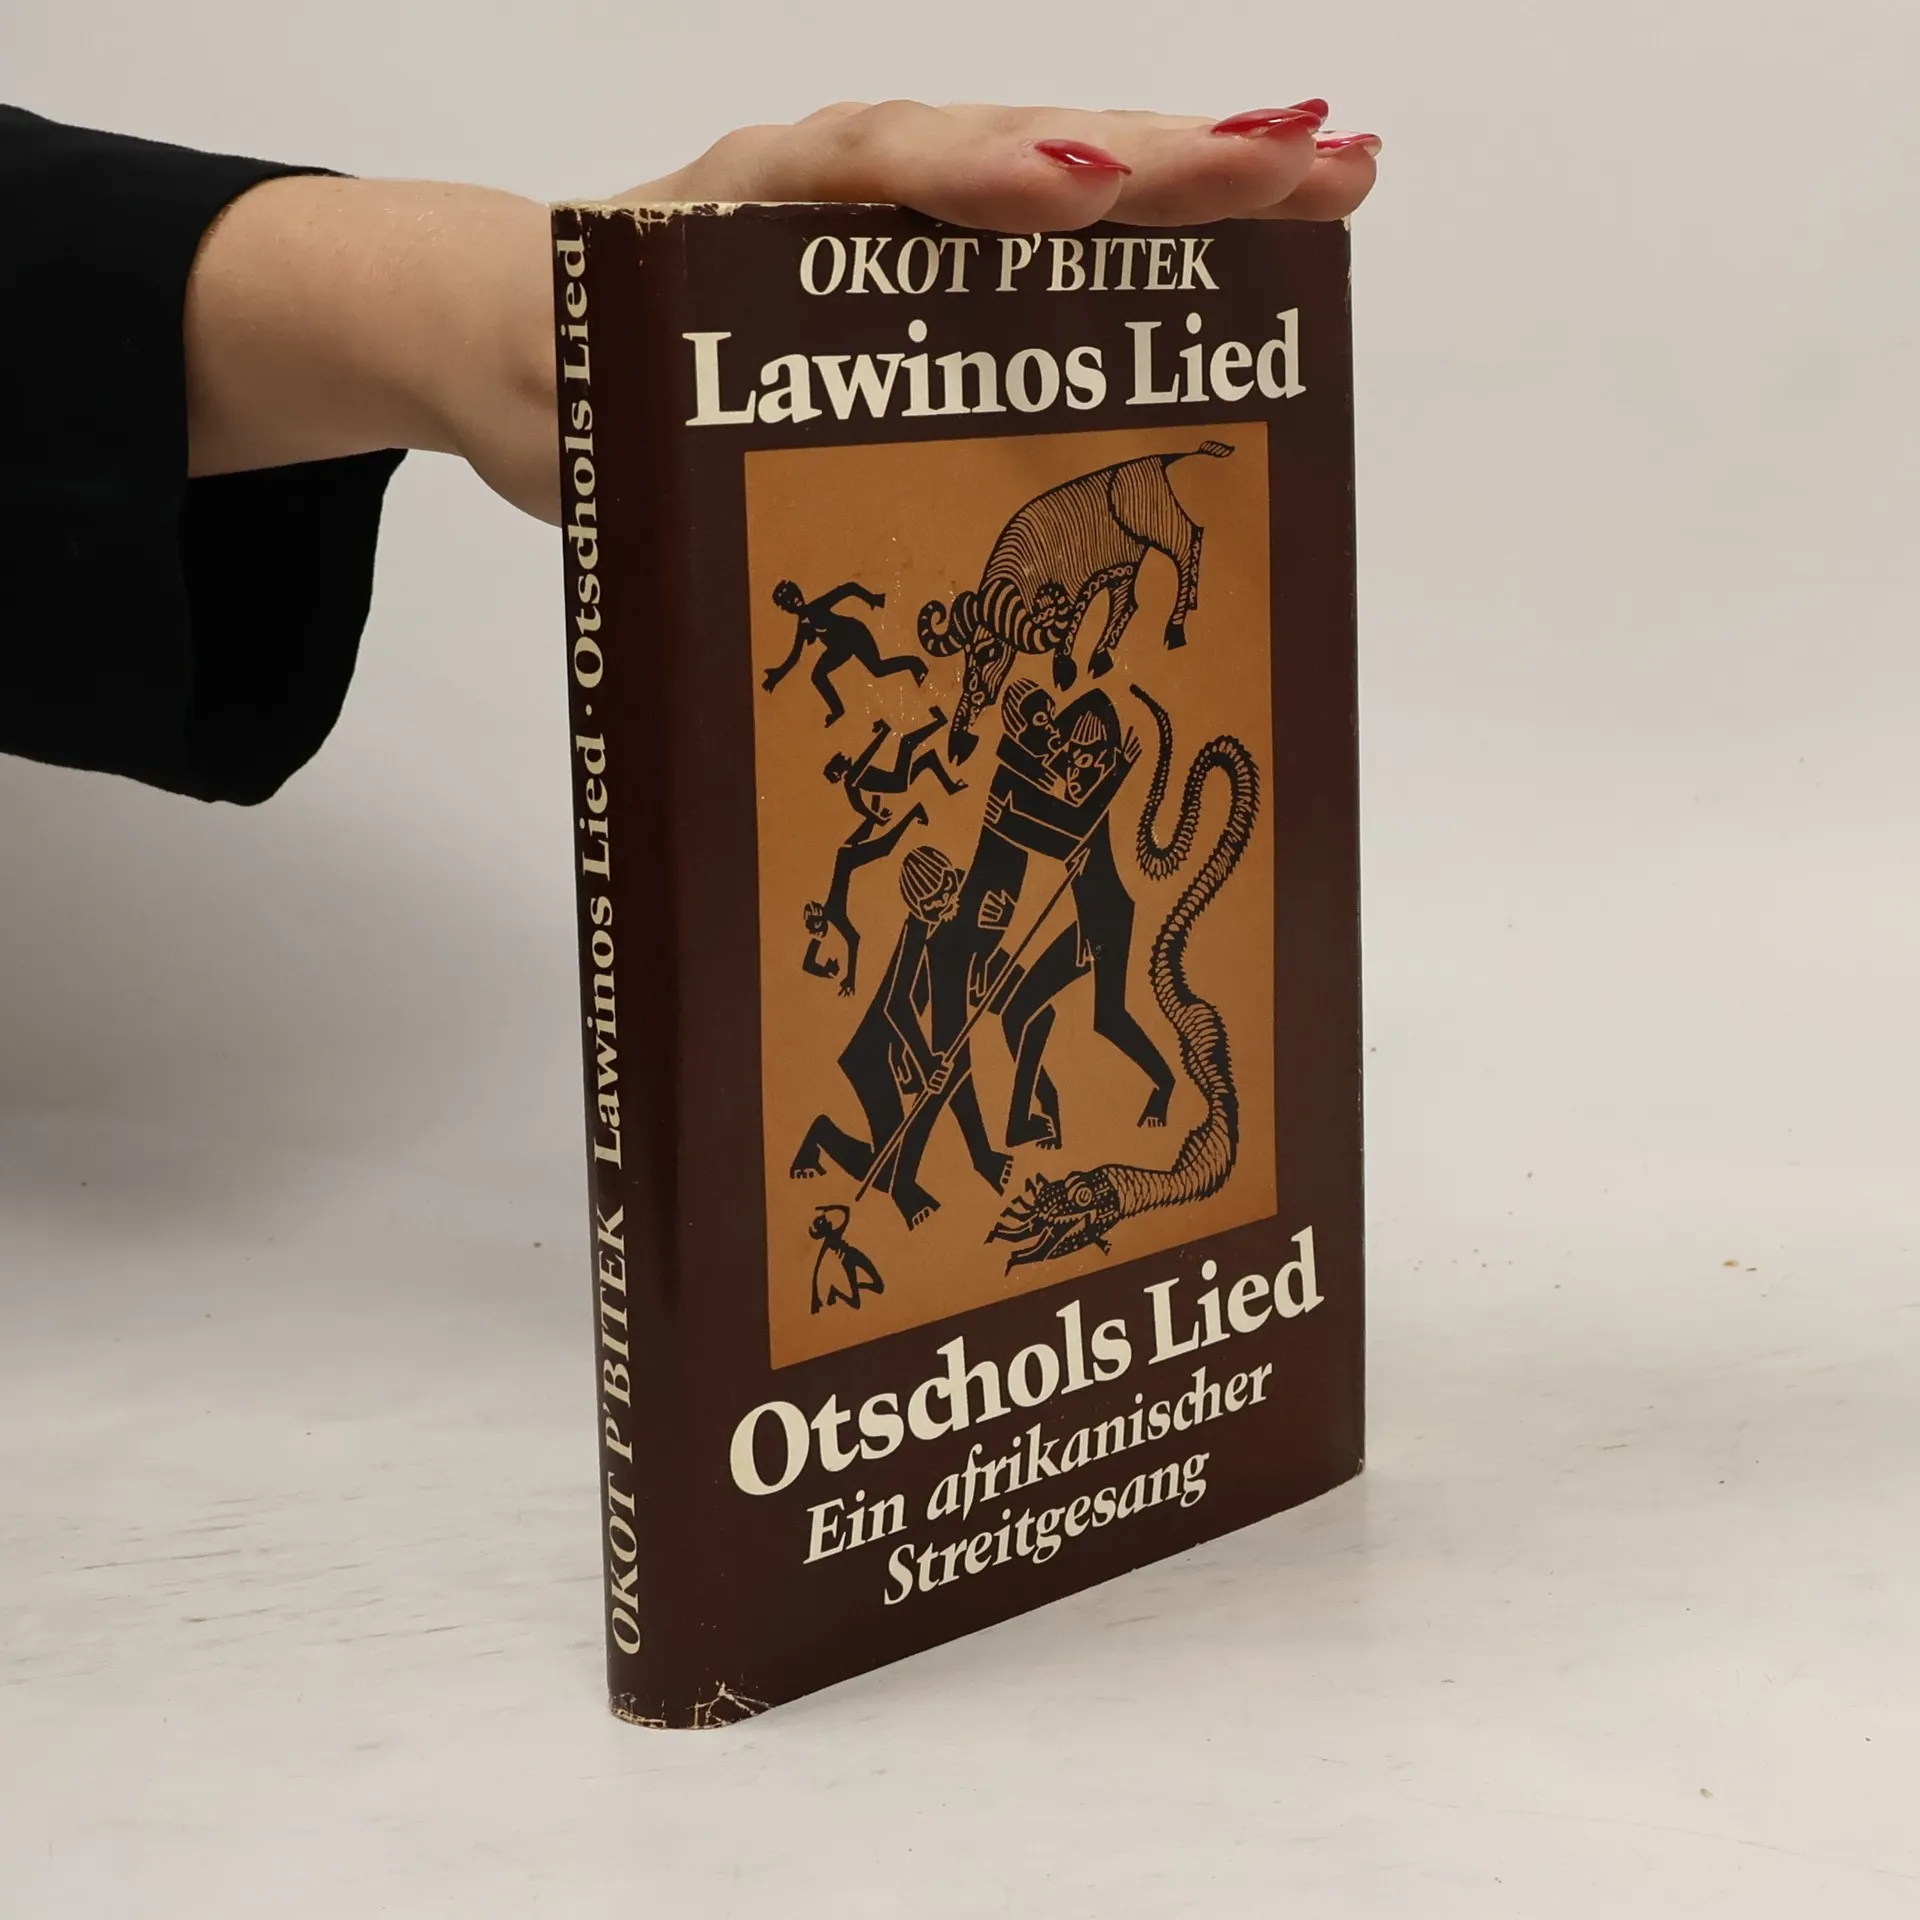 OKOT P'BITEK
Lawinos Lied
Otschols Lied
Ein afrikanischer
Streitgesang
OKOT P'BITEK Lawinos Lied · Otschols Lied